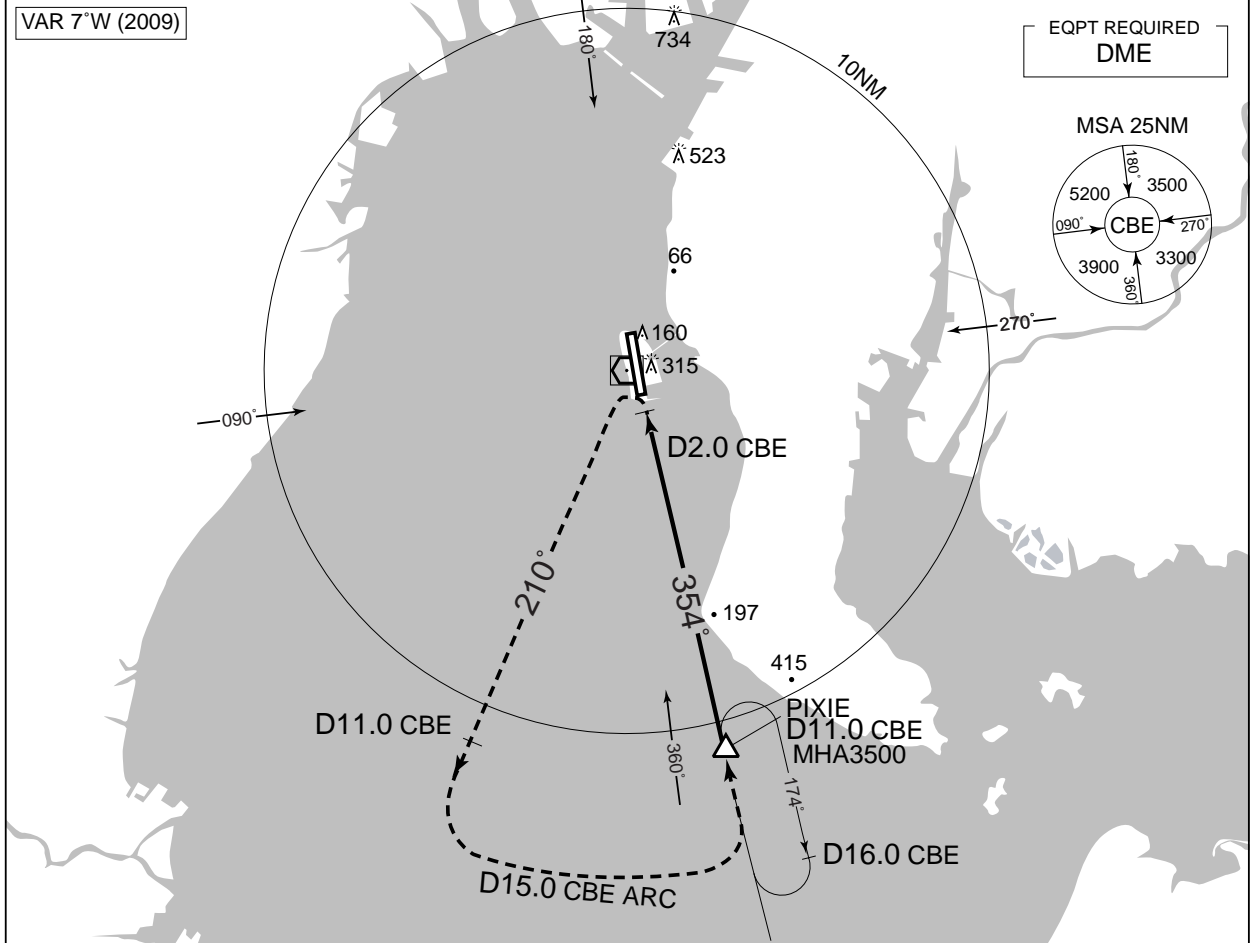 VAR 7°W (2009)
180°
734
10NM
EQPT REQUIRED
DME
MSA 25NM
180°
5200
3500
090°
CBE
270°
3900
3300
360°
523
66
160
315
270°
090°
D2.0 CBE
210°
354°
197
415
PIXIE
D11.0 CBE
MHA3500
D11.0 CBE
360°
174°
D16.0 CBE
D15.0 CBE ARC